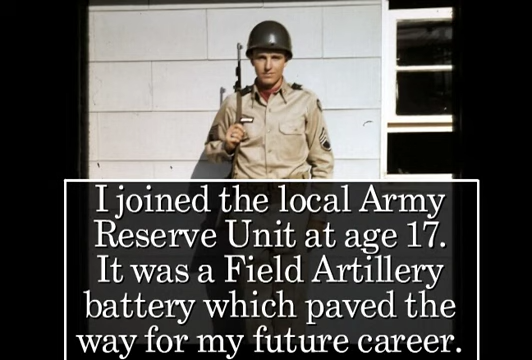 I joined the local Army
Reserve Unit at age 17.
It was a Field Artillery
battery which paved the
way for my future career.